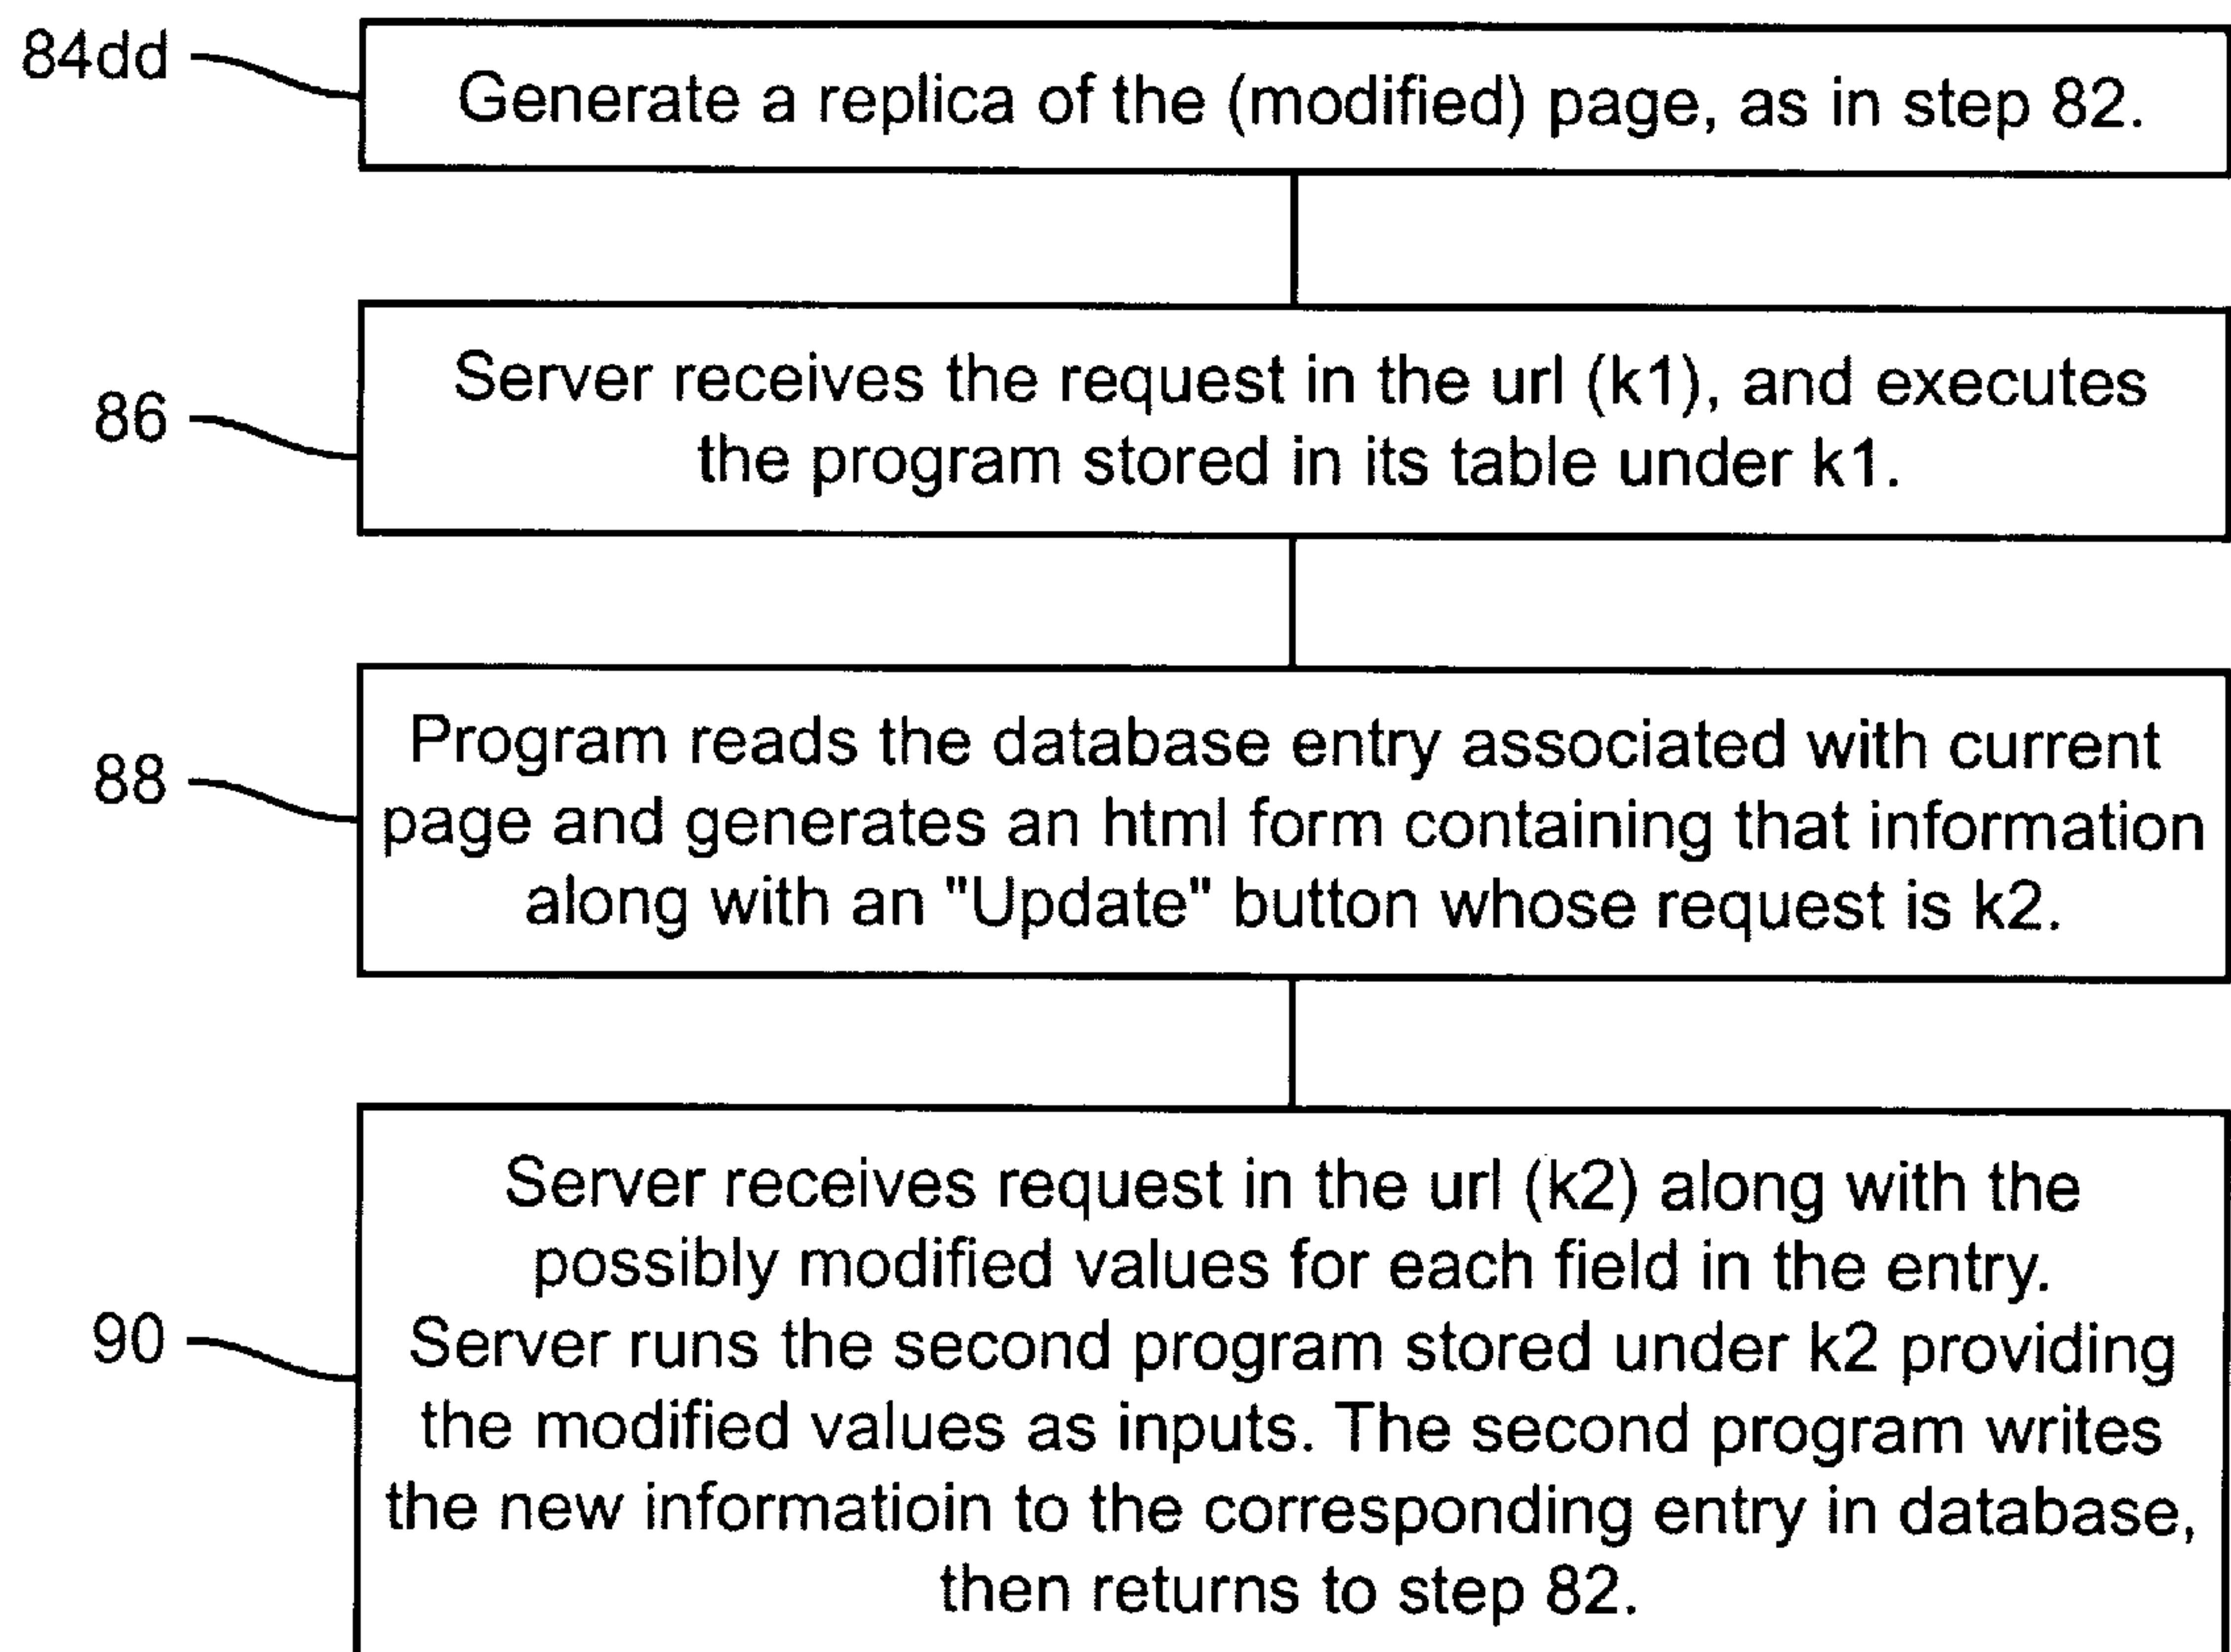 84dd
Generate a replica of the (modified) page, as in step 82.
86
Server receives the request in the url (k1), and executes
the program stored in its table under k1.
88
Program reads the database entry associated with current
page and generates an html form containing that information
along with an "Update" button whose request is k2.
90
Server receives request in the url (k2) along with the
possibly modified values for each field in the entry.
Server runs the second program stored under k2 providing
the modified values as inputs. The second program writes
the new informatioin to the corresponding entry in database,
then returns to step 82.